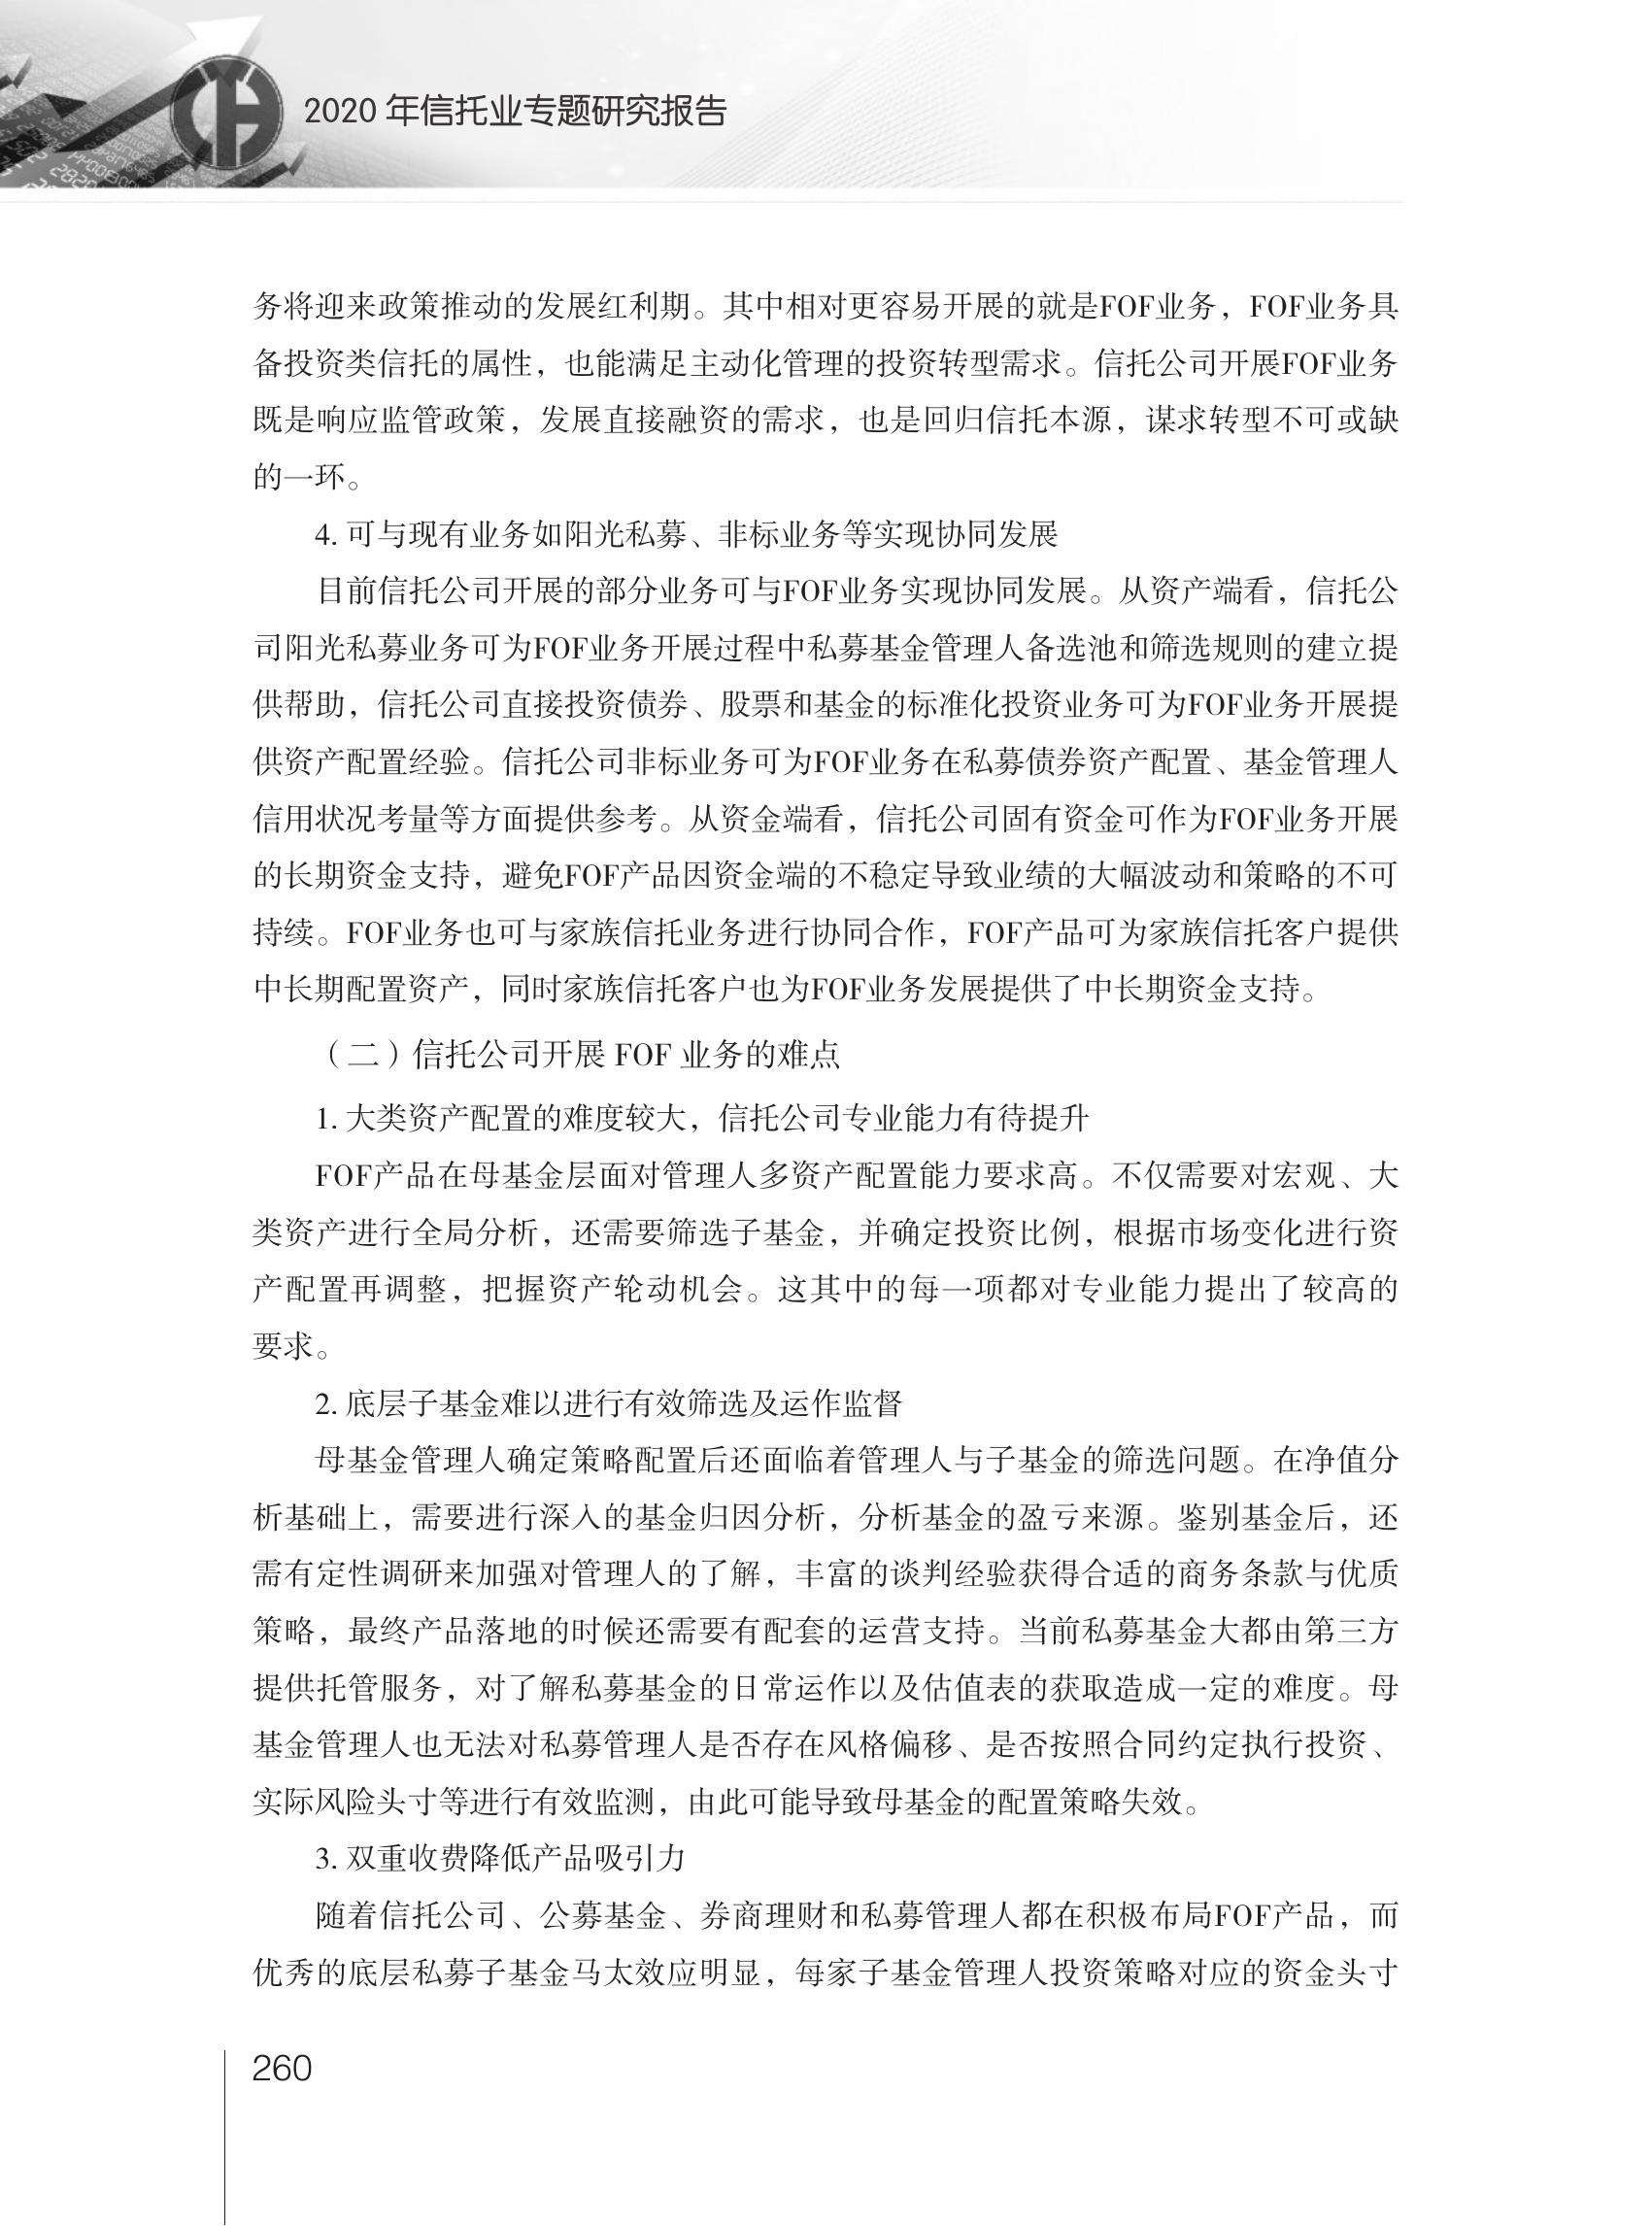 2020 年信托业专题研究报告
务将迎来政策推动的发展红利期。其中相对更容易开展的就是FOF业务，FOF业务具
备投资类信托的属性，也能满足主动化管理的投资转型需求。信托公司开展FOF业务
既是响应监管政策，发展直接融资的需求，也是回归信托本源，谋求转型不可或缺
的一环。
4. 可与现有业务如阳光私募、非标业务等实现协同发展
目前信托公司开展的部分业务可与FOF业务实现协同发展。从资产端看，信托公
司阳光私募业务可为FOF业务开展过程中私募基金管理人备选池和筛选规则的建立提
供帮助，信托公司直接投资债券、股票和基金的标准化投资业务可为FOF业务开展提
供资产配置经验。信托公司非标业务可为FOF业务在私募债券资产配置、基金管理人
信用状况考量等方面提供参考。从资金端看，信托公司固有资金可作为FOF业务开展
的长期资金支持，避免FOF产品因资金端的不稳定导致业绩的大幅波动和策略的不可
持续。FOF业务也可与家族信托业务进行协同合作，FOF产品可为家族信托客户提供
中长期配置资产，同时家族信托客户也为FOF业务发展提供了中长期资金支持。
（二）信托公司开展 FOF 业务的难点
1. 大类资产配置的难度较大，信托公司专业能力有待提升
FOF产品在母基金层面对管理人多资产配置能力要求高。不仅需要对宏观、大
类资产进行全局分析，还需要筛选子基金，并确定投资比例，根据市场变化进行资
产配置再调整，把握资产轮动机会。这其中的每一项都对专业能力提出了较高的
要求。
2. 底层子基金难以进行有效筛选及运作监督
母基金管理人确定策略配置后还面临着管理人与子基金的筛选问题。在净值分
析基础上，需要进行深入的基金归因分析，分析基金的盈亏来源。鉴别基金后，还
需有定性调研来加强对管理人的了解，丰富的谈判经验获得合适的商务条款与优质
策略，最终产品落地的时候还需要有配套的运营支持。当前私募基金大都由第三方
提供托管服务，对了解私募基金的日常运作以及估值表的获取造成一定的难度。母
基金管理人也无法对私募管理人是否存在风格偏移、是否按照合同约定执行投资、
实际风险头寸等进行有效监测，由此可能导致母基金的配置策略失效。
3. 双重收费降低产品吸引力
随着信托公司、公募基金、券商理财和私募管理人都在积极布局FOF产品，而
优秀的底层私募子基金马太效应明显，每家子基金管理人投资策略对应的资金头寸
260